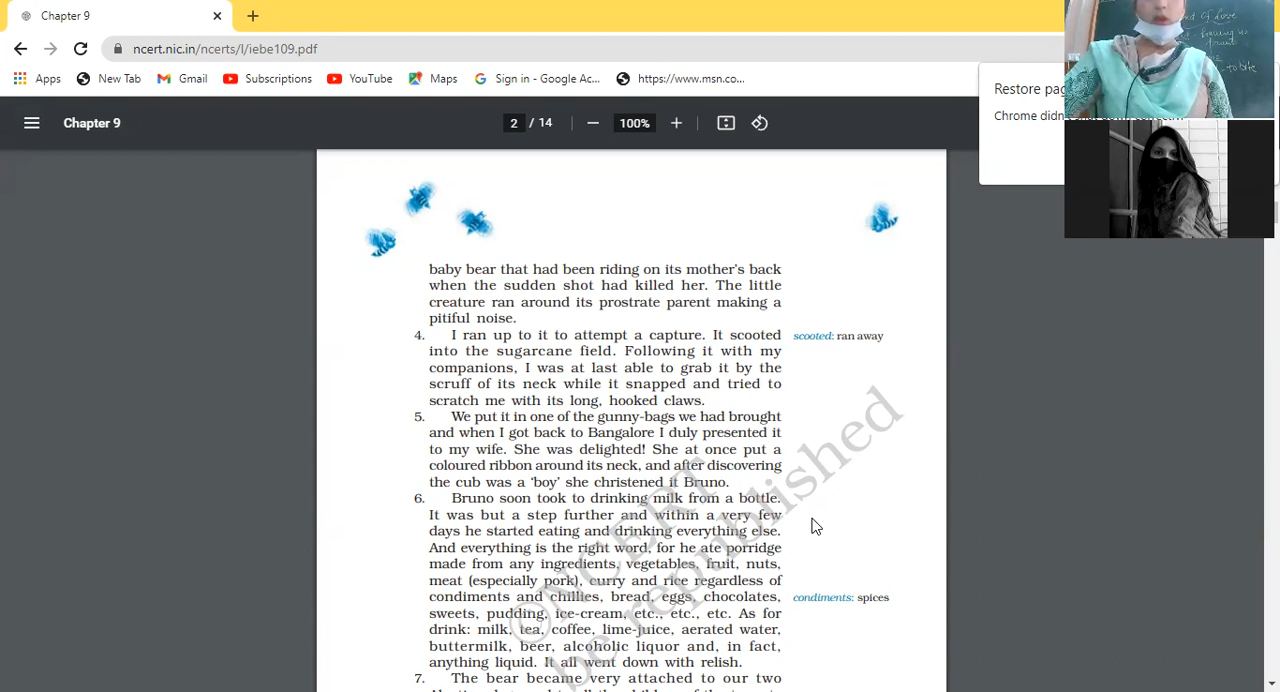 Chapter 9
ncert.nic.in/ncerts/l/iebe109.pdf
Apps New Tab Gmail Subscriptions YouTube Maps Sign in - Google Ac... https://www.msn.co...
Restore pag
Chrome didn
Chapter 9
2 / 14 100%
baby bear that had been riding on its mother's back
when the sudden shot had killed her. The little
creature ran around its prostrate parent making a
pitiful noise.
4. I ran up to it to attempt a capture. It scooted
scooted: ran away
into the sugarcane field. Following it with my
companions, I was at last able to grab it by the
scruff of its neck while it snapped and tried to
scratch me with its long, hooked claws.
5. We put it in one of the gunny-bags we had brought
and when I got back to Bangalore I duly presented it
to my wife. She was delighted! She at once put a
coloured ribbon around its neck, and after discovering
the cub was a 'boy' she christened it Bruno.
6. Bruno soon took to drinking milk from a bottle.
It was but a step further and within a very few
days he started eating and drinking everything else.
And everything is the right word, for he ate porridge
made from any ingredients, vegetables, fruit, nuts,
meat (especially pork), curry and rice regardless of
condiments and chillies, bread, eggs, chocolates,
condiments: spices
sweets, pudding, ice-cream, etc., etc., etc. As for
drink: milk, tea, coffee, lime-juice, aerated water,
buttermilk, beer, alcoholic liquor and, in fact,
anything liquid. It all went down with relish.
7. The bear became very attached to our two
©NCERT
be republished
of Love
to bite